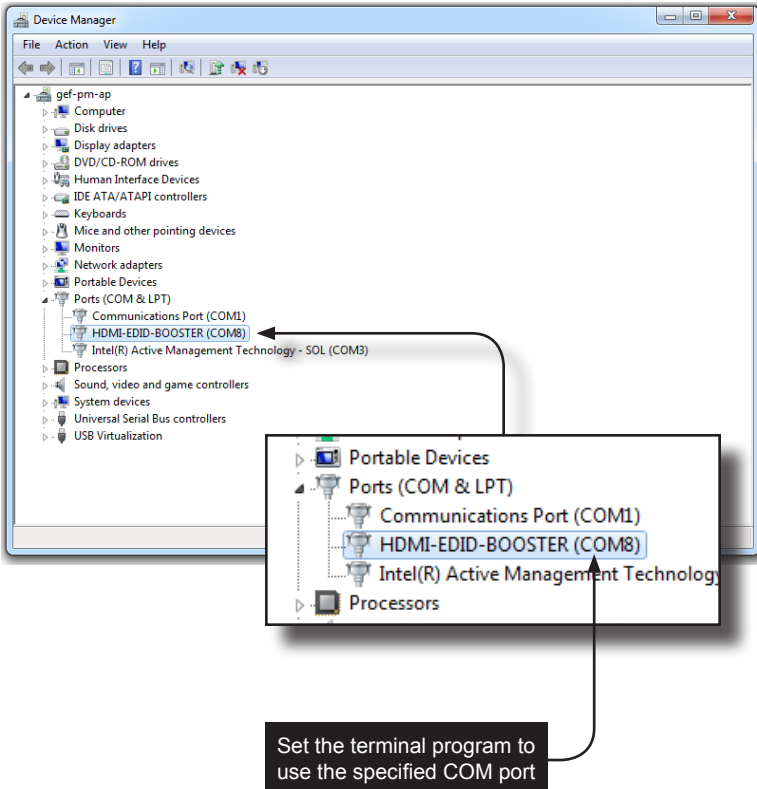 Device Manager
File Action View Help
gef-pm-ap
Computer
Disk drives
Display adapters
DVD/CD-ROM drives
Human Interface Devices
IDE ATA/ATAPI controllers
Keyboards
Mice and other pointing devices
Monitors
Network adapters
Portable Devices
Ports (COM & LPT)
Communications Port (COM1)
HDMI-EDID-BOOSTER (COM8)
Intel(R) Active Management Technology - SOL (COM3)
Processors
Sound, video and game controllers
System devices
Universal Serial Bus controllers
USB Virtualization
Portable Devices
Ports (COM & LPT)
Communications Port (COM1)
HDMI-EDID-BOOSTER (COM8)
Intel(R) Active Management Technology
Processors
Set the terminal program to
use the specified COM port